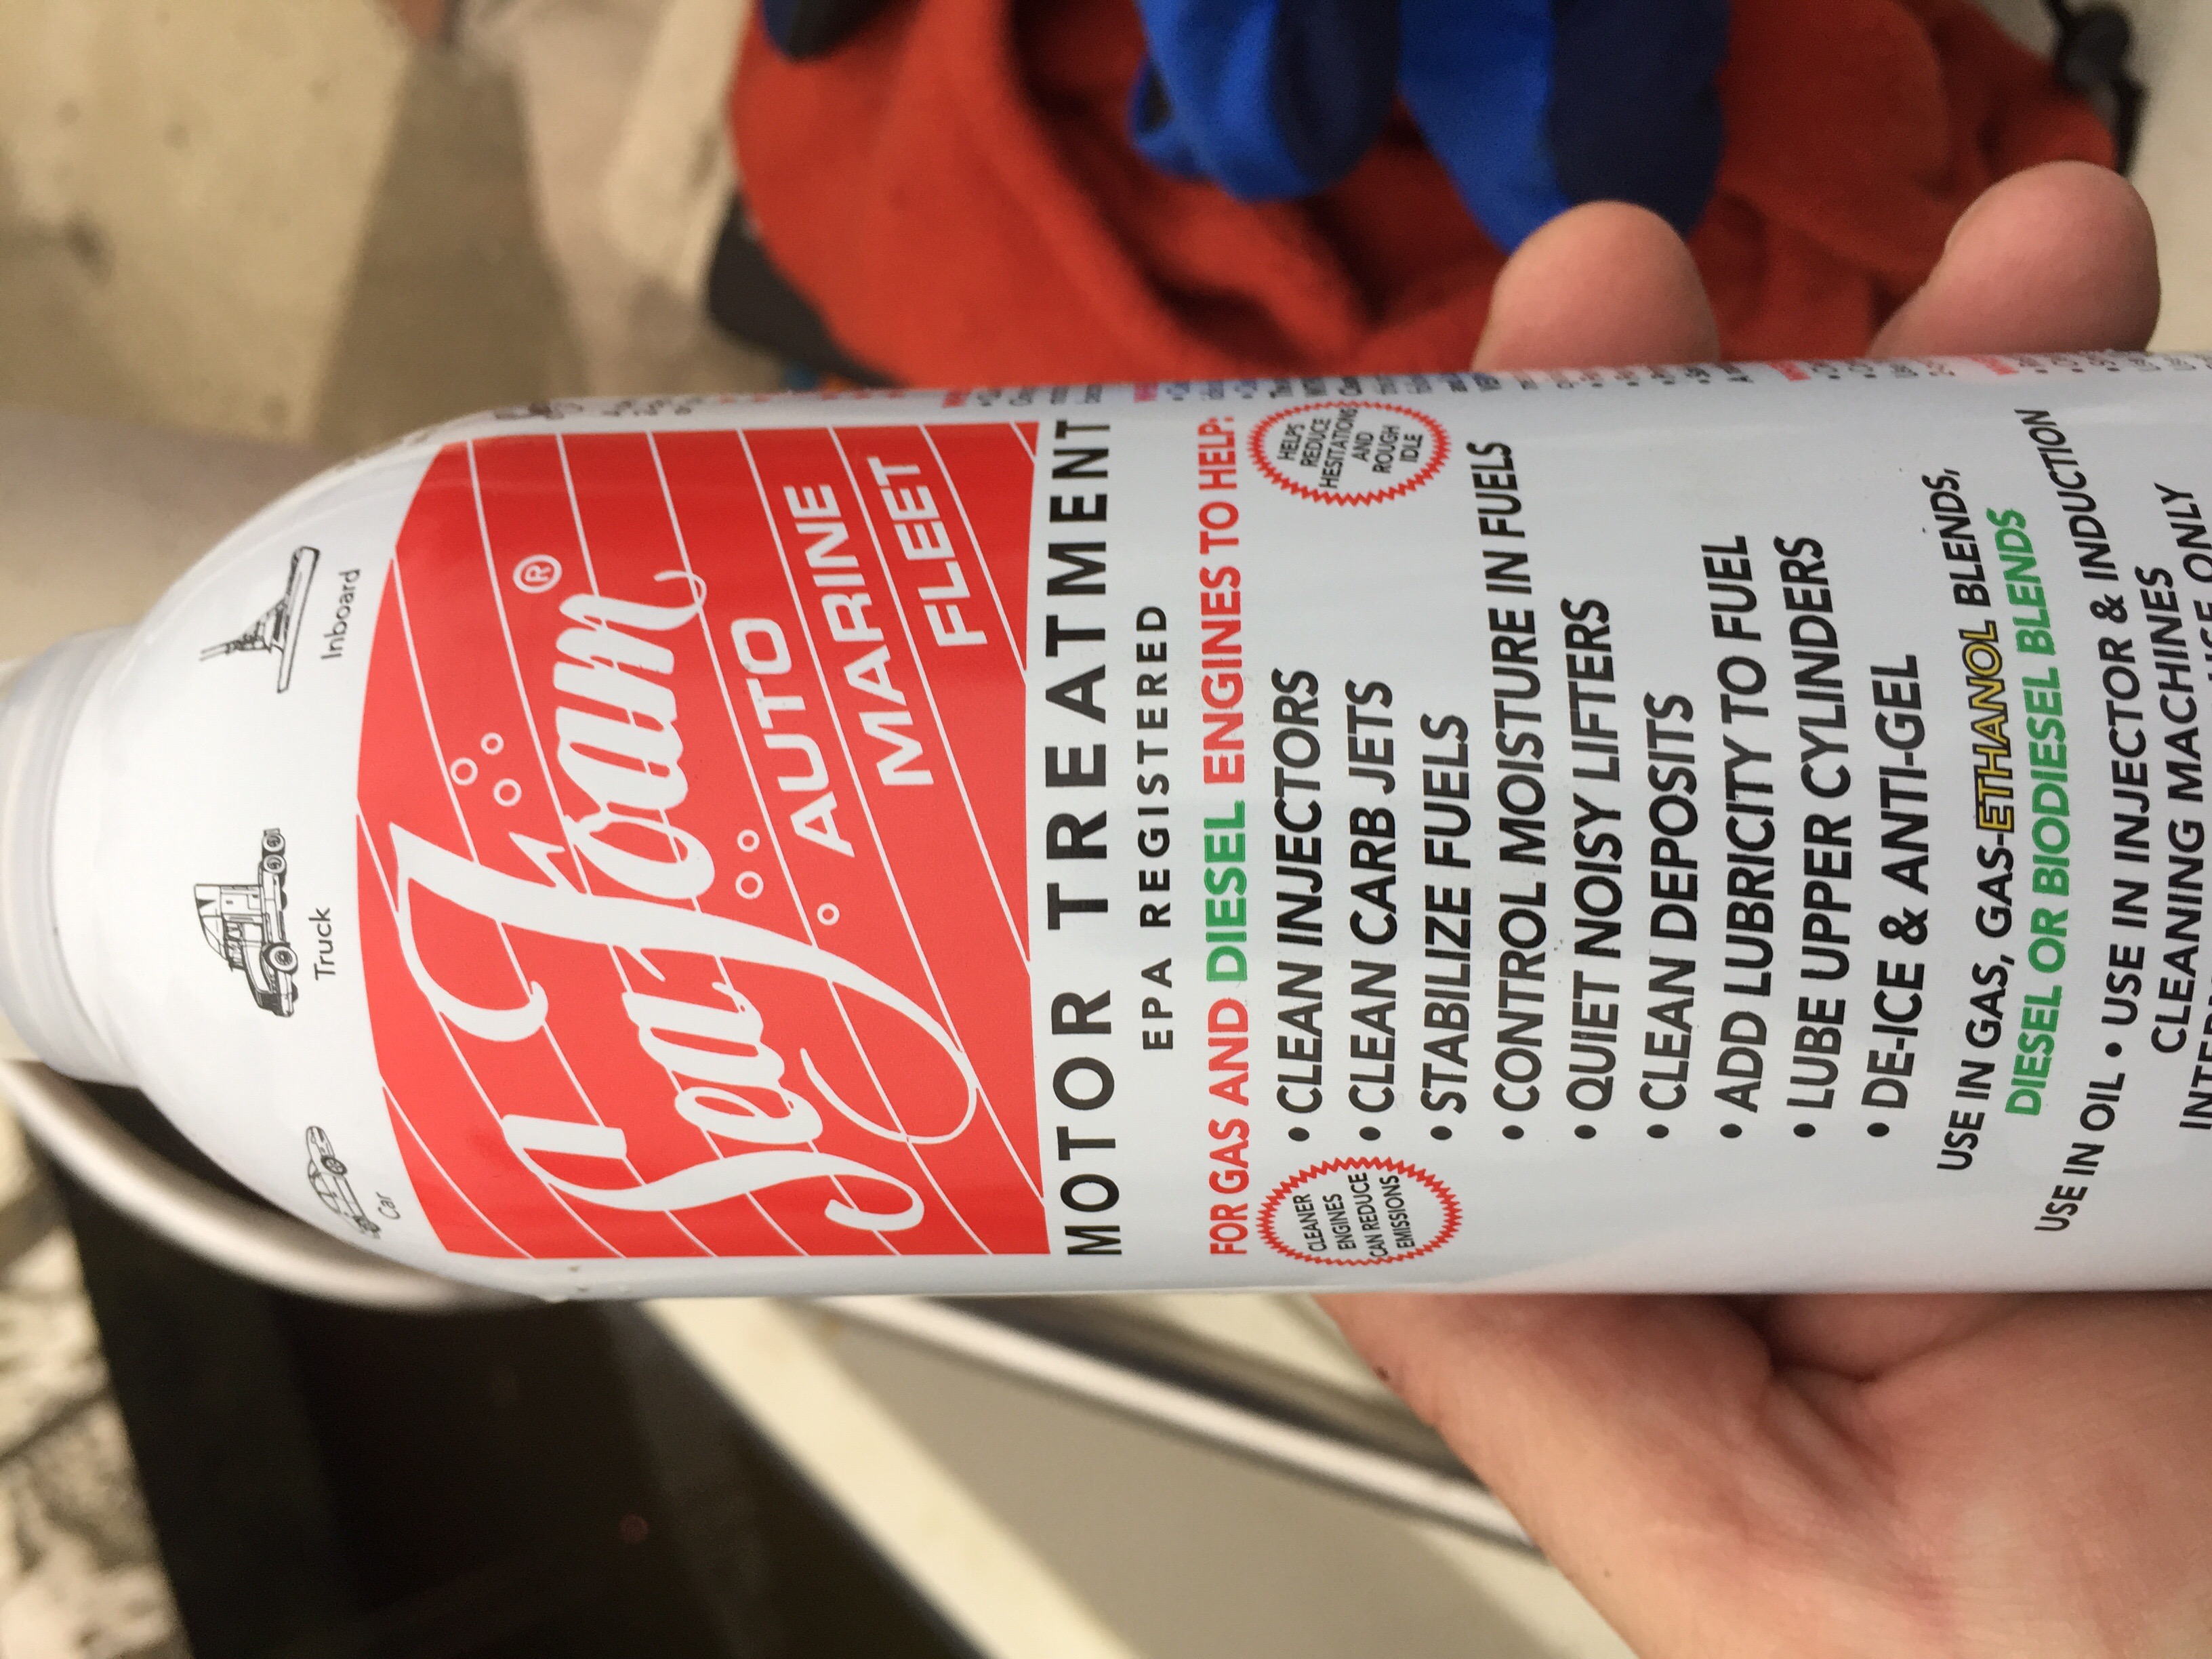 Car
Truck
Inboard
Sea Foam®
AUTO
MARINE
FLEET
MOTOR TREATMENT
EPA REGISTERED
FOR GAS AND DIESEL ENGINES TO HELP:
CLEANER
ENGINES
CAN REDUCE
EMISSIONS
HELPS
REDUCE
HESITATIONS
AND
ROUGH
IDLE
• CLEAN INJECTORS
• CLEAN CARB JETS
• STABILIZE FUELS
• CONTROL MOISTURE IN FUELS
• QUIET NOISY LIFTERS
• CLEAN DEPOSITS
• ADD LUBRICITY TO FUEL
• LUBE UPPER CYLINDERS
• DE-ICE & ANTI-GEL
USE IN GAS, GAS-ETHANOL BLENDS,
DIESEL OR BIODIESEL BLENDS
USE IN OIL • USE IN INJECTOR & INDUCTION
CLEANING MACHINES
ONLY